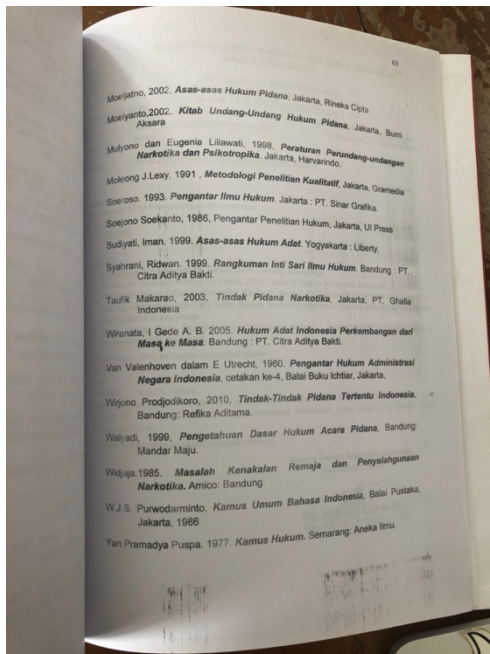 68
Moeljatno, 2002, Asas-asas Hukum Pidana, Jakarta, Rineka Cipta
Moelyanto,2002, Kitab Undang-Undang Hukum Pidana, Jakarta, Bumi
Aksara
Mulyono dan Eugenia Liliawati, 1998, Peraturan Perundang-undangan
Narkotika dan Psikotropika. Jakarta, Harvarindo.
Moleong J.Lexy. 1991 , Metodologi Penelitian Kualitatif, Jakarta, Gramedia
Soeroso. 1993. Pengantar Ilmu Hukum. Jakarta : PT. Sinar Grafika.
Soejono Soekanto, 1986, Pengantar Penelitian Hukum, Jakarta, UI Press
Sudiyati, Iman. 1999. Asas-asas Hukum Adat. Yogyakarta : Liberty.
Syahrani, Ridwan. 1999. Rangkuman Inti Sari Ilmu Hukum. Bandung : PT.
Citra Aditya Bakti.
Taufik Makarao, 2003, Tindak Pidana Narkotika, Jakarta, PT. Ghalia
Indonesia
Wiranata, I Gede A. B. 2005. Hukum Adat Indonesia Perkembangan dari
Masa ke Masa. Bandung : PT. Citra Aditya Bakti.
Van Valenhoven dalam E Utrecht, 1960. Pengantar Hukum Administrasi
Negara Indonesia, cetakan ke-4, Balai Buku Ichtiar, Jakarta,
Wirjono Prodjodikoro, 2010, Tindak-Tindak Pidana Tertentu Indonesia,
Bandung: Refika Aditama.
Walyadi, 1999, Pengetahuan Dasar Hukum Acara Pidana, Bandung:
Mandar Maju.
Widjaja.1985. Masalah Kenakalan Remaja dan Penyalahgunaan
Narkotika. Amico: Bandung
W.J.S. Purwodarminto, Kamus Umum Bahasa Indonesia, Balai Pustaka,
Jakarta, 1986
Yan Pramadya Puspa. 1977. Kamus Hukum. Semarang: Aneka Ilmu.